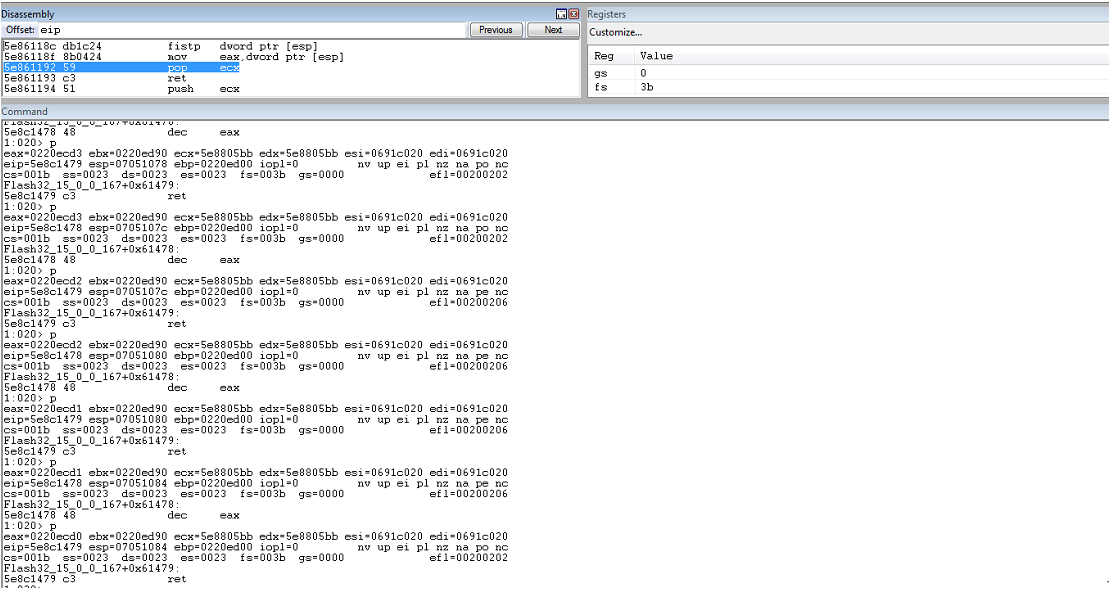 Disassembly
Offset: eip
Previous Next
5e86118c db1c24 fistp dword ptr [esp]
5e86118f 8b0424 mov eax,dword ptr [esp]
5e861192 59 pop ecx
5e861193 c3 ret
5e861194 51 push ecx
Registers
Customize...
Reg Value
gs 0
fs 3b
Command
Flash32_15_0_0_167+0x61478:
5e8c1478 48 dec eax
1:020> p
eax=0220ecd3 ebx=0220ed90 ecx=5e8805bb edx=5e8805bb esi=0691c020 edi=0691c020
eip=5e8c1479 esp=07051078 ebp=0220ed00 iopl=0 nv up ei pl nz na po nc
cs=001b ss=0023 ds=0023 es=0023 fs=003b gs=0000 efl=00200202
Flash32_15_0_0_167+0x61479:
5e8c1479 c3 ret
1:020> p
eax=0220ecd3 ebx=0220ed90 ecx=5e8805bb edx=5e8805bb esi=0691c020 edi=0691c020
eip=5e8c1478 esp=0705107c ebp=0220ed00 iopl=0 nv up ei pl nz na po nc
cs=001b ss=0023 ds=0023 es=0023 fs=003b gs=0000 efl=00200202
Flash32_15_0_0_167+0x61478:
5e8c1478 48 dec eax
1:020> p
eax=0220ecd2 ebx=0220ed90 ecx=5e8805bb edx=5e8805bb esi=0691c020 edi=0691c020
eip=5e8c1479 esp=0705107c ebp=0220ed00 iopl=0 nv up ei pl nz na pe nc
cs=001b ss=0023 ds=0023 es=0023 fs=003b gs=0000 efl=00200206
Flash32_15_0_0_167+0x61479:
5e8c1479 c3 ret
1:020> p
eax=0220ecd2 ebx=0220ed90 ecx=5e8805bb edx=5e8805bb esi=0691c020 edi=0691c020
eip=5e8c1478 esp=07051080 ebp=0220ed00 iopl=0 nv up ei pl nz na pe nc
cs=001b ss=0023 ds=0023 es=0023 fs=003b gs=0000 efl=00200206
Flash32_15_0_0_167+0x61478:
5e8c1478 48 dec eax
1:020> p
eax=0220ecd1 ebx=0220ed90 ecx=5e8805bb edx=5e8805bb esi=0691c020 edi=0691c020
eip=5e8c1479 esp=07051080 ebp=0220ed00 iopl=0 nv up ei pl nz na pe nc
cs=001b ss=0023 ds=0023 es=0023 fs=003b gs=0000 efl=00200206
Flash32_15_0_0_167+0x61479:
5e8c1479 c3 ret
1:020> p
eax=0220ecd1 ebx=0220ed90 ecx=5e8805bb edx=5e8805bb esi=0691c020 edi=0691c020
eip=5e8c1478 esp=07051084 ebp=0220ed00 iopl=0 nv up ei pl nz na pe nc
cs=001b ss=0023 ds=0023 es=0023 fs=003b gs=0000 efl=00200206
Flash32_15_0_0_167+0x61478:
5e8c1478 48 dec eax
1:020> p
eax=0220ecd0 ebx=0220ed90 ecx=5e8805bb edx=5e8805bb esi=0691c020 edi=0691c020
eip=5e8c1479 esp=07051084 ebp=0220ed00 iopl=0 nv up ei pl nz na po nc
cs=001b ss=0023 ds=0023 es=0023 fs=003b gs=0000 efl=00200202
Flash32_15_0_0_167+0x61479:
5e8c1479 c3 ret